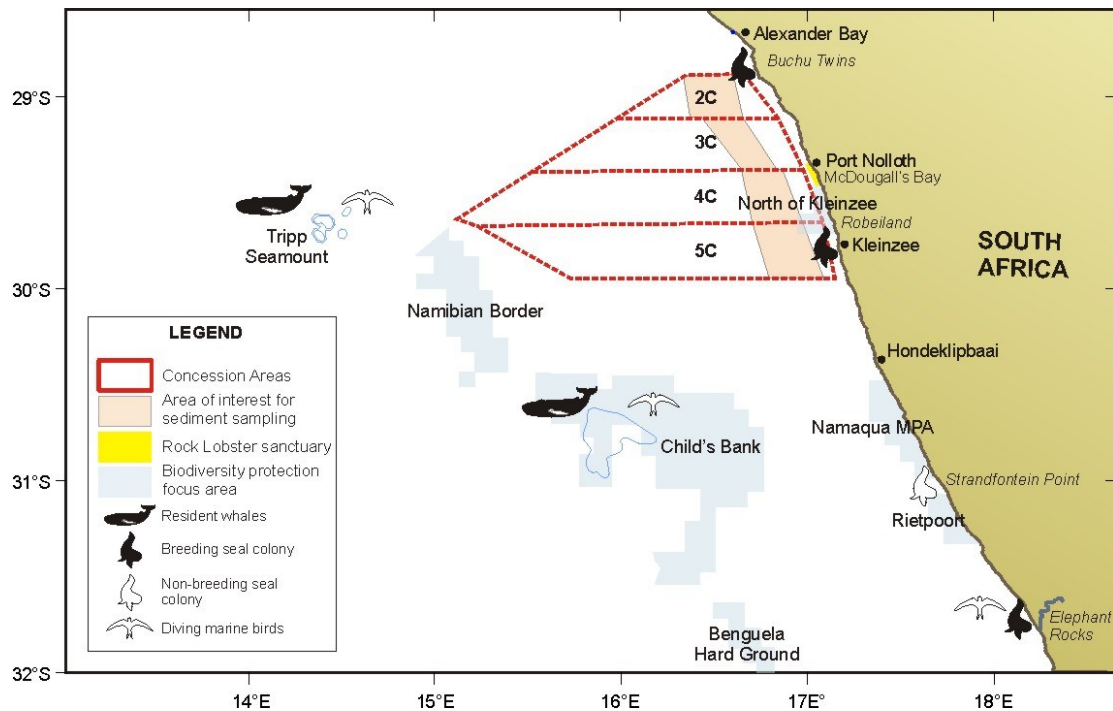 Alexander Bay
Buchu Twins
29°S
2C
3C
Port Nolloth
McDougall's Bay
4C
North of Kleinzee
Robeiland
Tripp
Seamount
5C
Kleinzee
SOUTH
AFRICA
30°S
Namibian Border
LEGEND
Concession Areas
Area of interest for
sediment sampling
Rock Lobster sanctuary
Biodiversity protection
focus area
Resident whales
Breeding seal colony
Non-breeding seal
colony
Diving marine birds
Hondeklipbaai
Namaqua MPA
Child's Bank
31°S
Strandfontein Point
Rietpoort
Elephant
Rocks
Benguela
Hard Ground
32°S
14°E
15°E
16°E
17°E
18°E